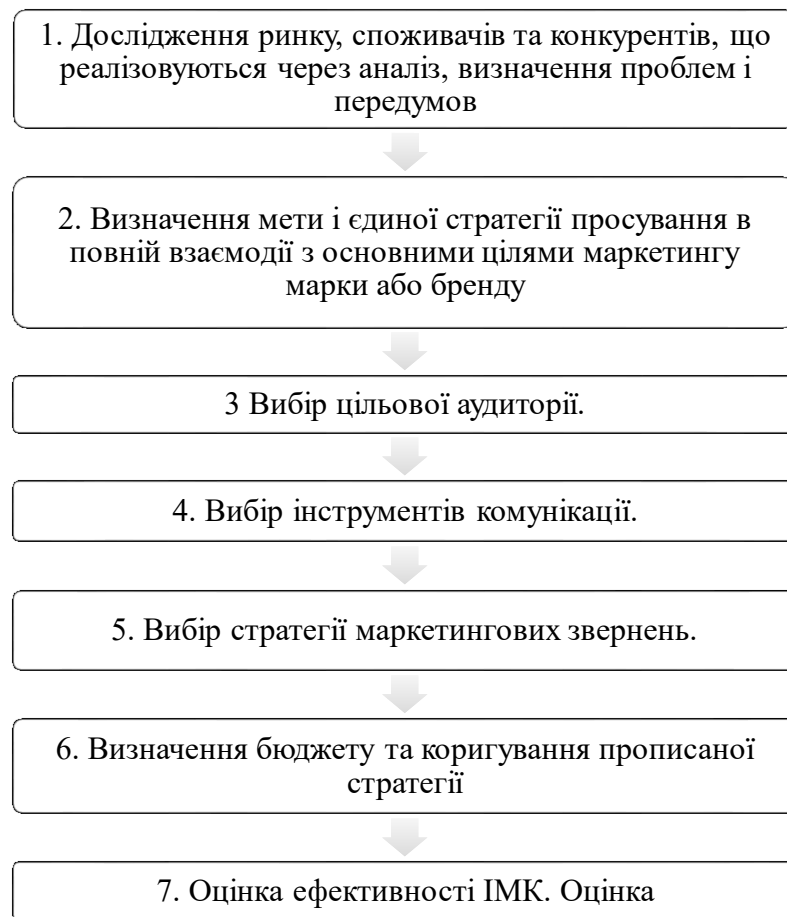 1. Дослідження ринку, споживачів та конкурентів, що
реалізовуються через аналіз, визначення проблем і
передумов
2. Визначення мети і єдиної стратегії просування в
повній взаємодії з основними цілями маркетингу
марки або бренду
3 Вибір цільової аудиторії.
4. Вибір інструментів комунікації.
5. Вибір стратегії маркетингових звернень.
6. Визначення бюджету та коригування прописаної
стратегії
7. Оцінка ефективності ІМК. Оцінка